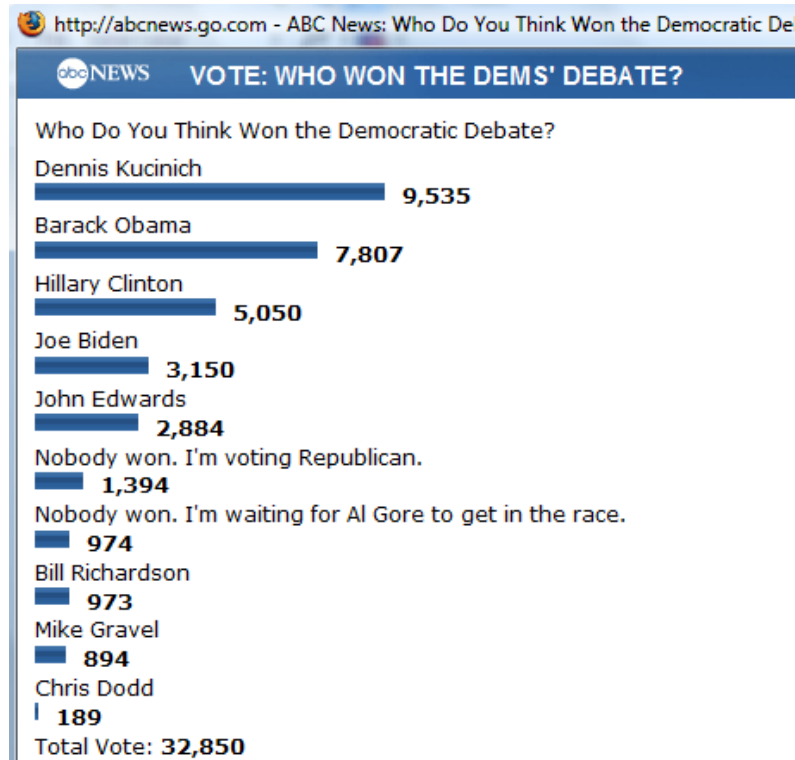 http://abcnews.go.com - ABC News: Who Do You Think Won the Democratic De
abc NEWS VOTE: WHO WON THE DEMS' DEBATE?
Who Do You Think Won the Democratic Debate?
Dennis Kucinich
9,535
Barack Obama
7,807
Hillary Clinton
5,050
Joe Biden
3,150
John Edwards
2,884
Nobody won. I'm voting Republican.
1,394
Nobody won. I'm waiting for Al Gore to get in the race.
974
Bill Richardson
973
Mike Gravel
894
Chris Dodd
189
Total Vote: 32,850